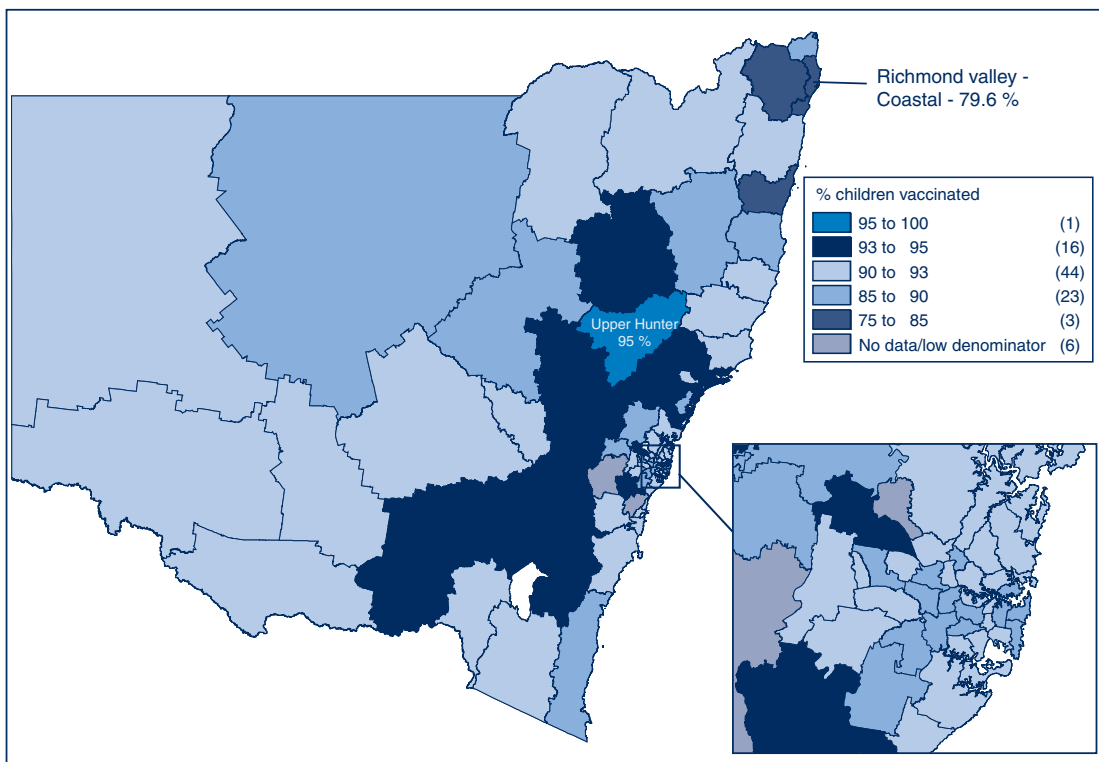 Richmond valley -
Coastal - 79.6 %
% children vaccinated
95 to 100 (1)
93 to 95 (16)
90 to 93 (44)
85 to 90 (23)
75 to 85 (3)
No data/low denominator (6)
Upper Hunter
95 %